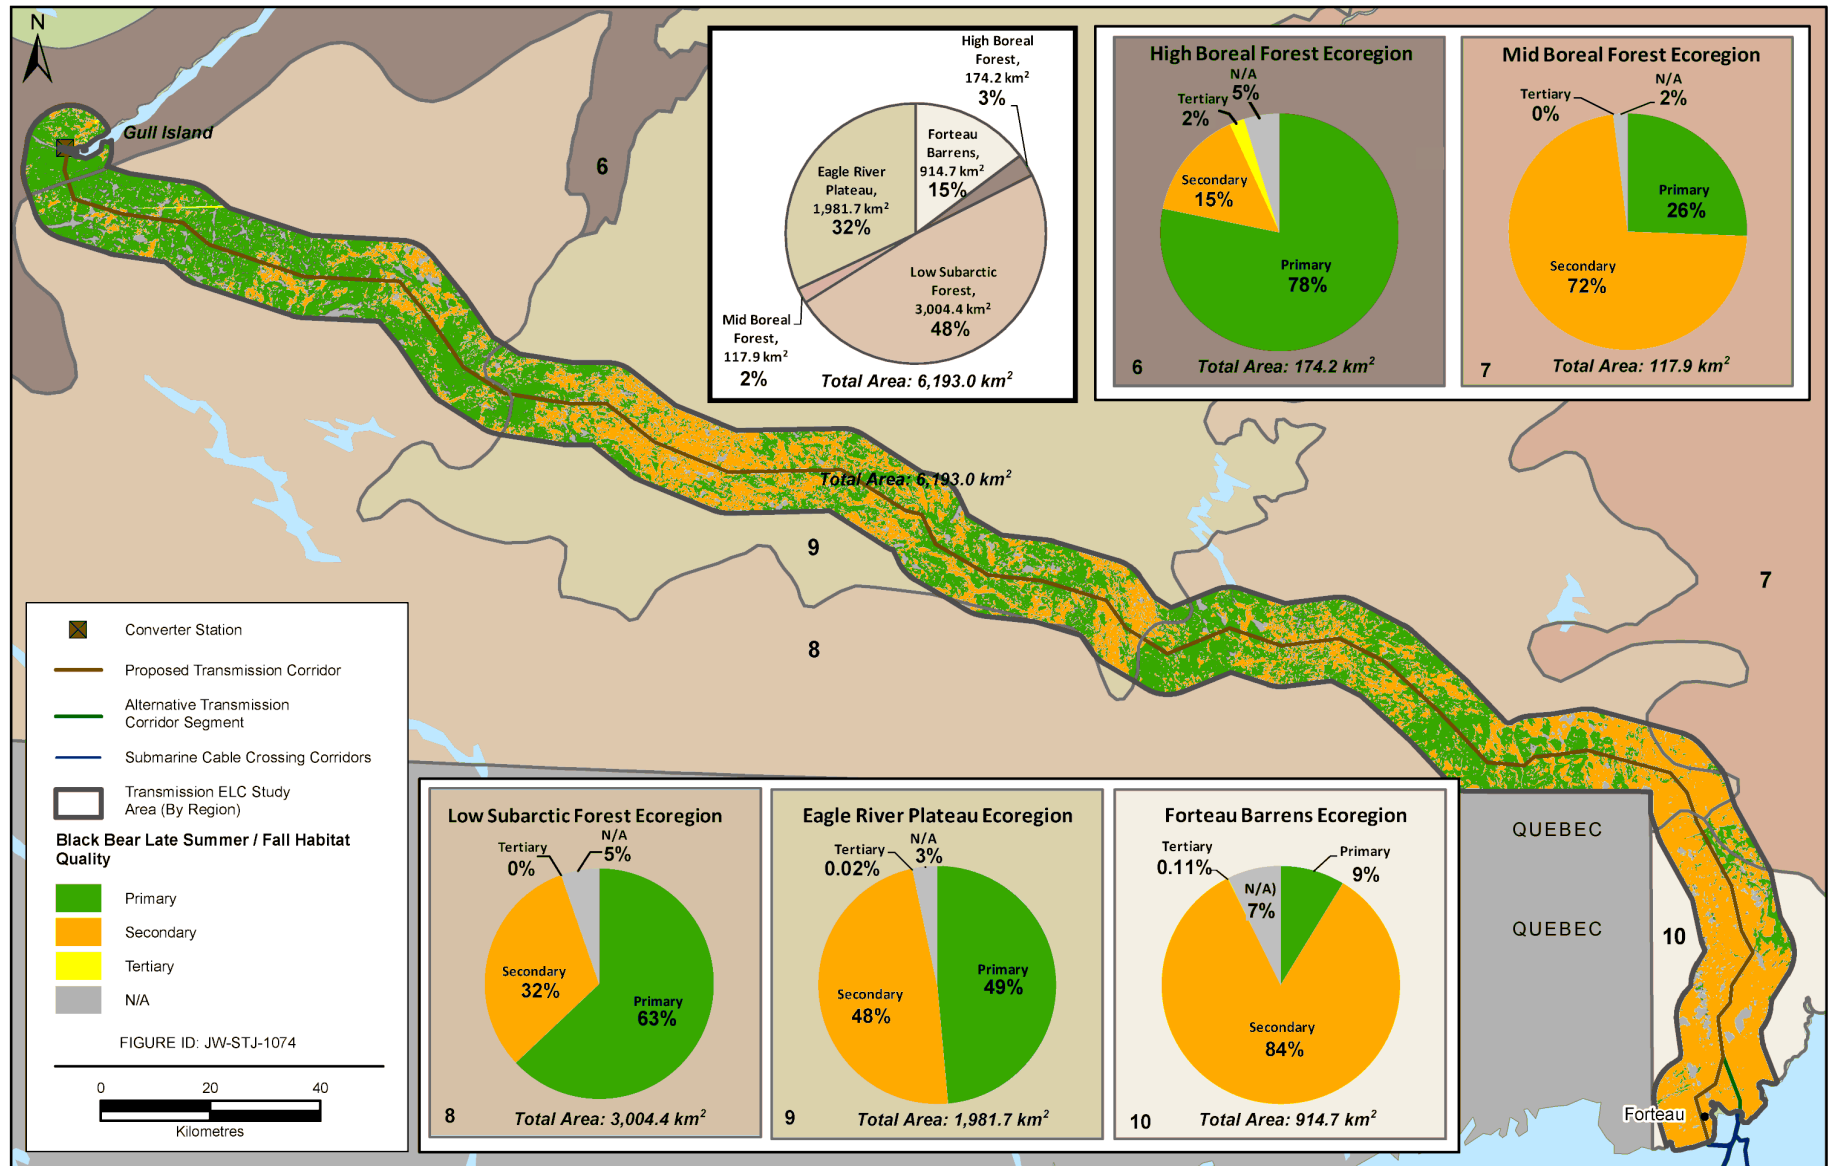 N
Gull Island
6
High Boreal
Forest,
174.2 km²
3%
Forteau
Barrens,
914.7 km²
15%
Eagle River
Plateau,
1,981.7 km²
32%
Low Subarctic
Forest,
3,004.4 km²
48%
Mid Boreal
Forest,
117.9 km²
2%
Total Area: 6,193.0 km²
High Boreal Forest Ecoregion
N/A
5%
Tertiary
2%
Secondary
15%
Primary
78%
6
Total Area: 174.2 km²
Mid Boreal Forest Ecoregion
N/A
2%
Tertiary
0%
Primary
26%
Secondary
72%
7
Total Area: 117.9 km²
Total Area: 6,193.0 km²
9
8
7
Converter Station
Proposed Transmission Corridor
Alternative Transmission
Corridor Segment
Submarine Cable Crossing Corridors
Transmission ELC Study
Area (By Region)
Black Bear Late Summer / Fall Habitat
Quality
Primary
Secondary
Tertiary
N/A
FIGURE ID: JW-STJ-1074
0 20 40
Kilometres
Low Subarctic Forest Ecoregion
N/A
5%
Tertiary
0%
Secondary
32%
Primary
63%
8
Total Area: 3,004.4 km²
Eagle River Plateau Ecoregion
N/A
3%
Tertiary
0.02%
Primary
49%
Secondary
48%
9
Total Area: 1,981.7 km²
Forteau Barrens Ecoregion
Tertiary
0.11%
Primary
9%
N/A)
7%
Secondary
84%
10
Total Area: 914.7 km²
QUEBEC
QUEBEC
10
Forteau